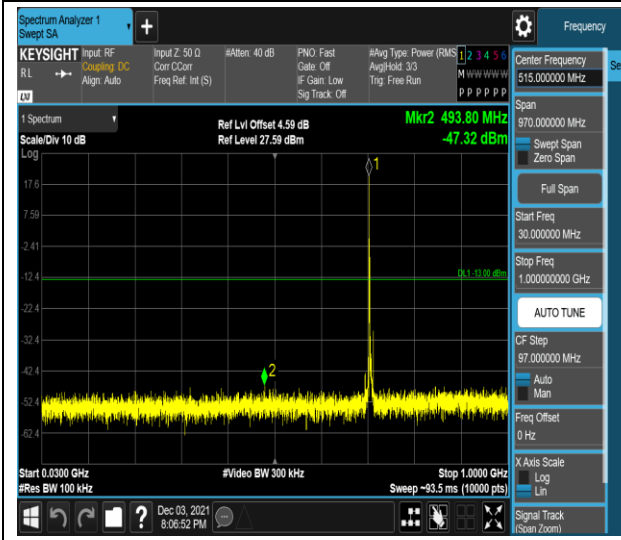 Spectrum Analyzer 1
Swept SA
+
Frequency
KEYSIGHT
RL
LXI
Input: RF
Coupling: DC
Align: Auto
Input Z: 50 Ω
Corr CCorr
Freq Ref: Int (S)
#Atten: 40 dB
PNO: Fast
Gate: Off
IF Gain: Low
Sig Track: Off
#Avg Type: Power (RMS
Avg|Hold: 3/3
Trig: Free Run
1 2 3 4 5 6
M W W W W W
P P P P P P
1 Spectrum
Scale/Div 10 dB
Ref Lvl Offset 4.59 dB
Ref Level 27.59 dBm
Mkr2 493.80 MHz
-47.32 dBm
Log
17.6
7.59
-2.41
-12.4
-22.4
-32.4
-42.4
-52.4
-62.4
1
DL1 -13.00 dBm
2
Start 0.0300 GHz
#Res BW 100 kHz
#Video BW 300 kHz
Stop 1.0000 GHz
Sweep ~93.5 ms (10000 pts)
Dec 03, 2021
8:06:52 PM
?
Center Frequency
515.000000 MHz
Se
Span
970.000000 MHz
Swept Span
Zero Span
Full Span
Start Freq
30.000000 MHz
Stop Freq
1.000000000 GHz
AUTO TUNE
CF Step
97.000000 MHz
Auto
Man
Freq Offset
0 Hz
X Axis Scale
Log
Lin
Signal Track
(Span Zoom)